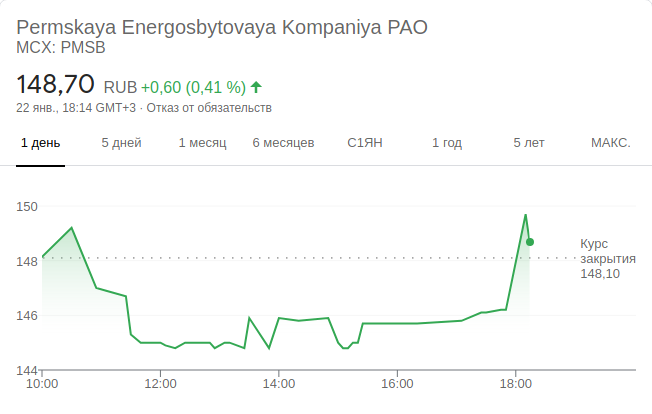 Permskaya Energosbytovaya Kompaniya PAO
MCX: PMSB
148,70 RUB +0,60 (0,41 %)
22 янв., 18:14 GMT+3 · Отказ от обязательств
1 день 5 дней 1 месяц 6 месяцев С1ЯН 1 год 5 лет МАКС.
150
148
146
144
Курс
закрытия
148,10
10:00 12:00 14:00 16:00 18:00